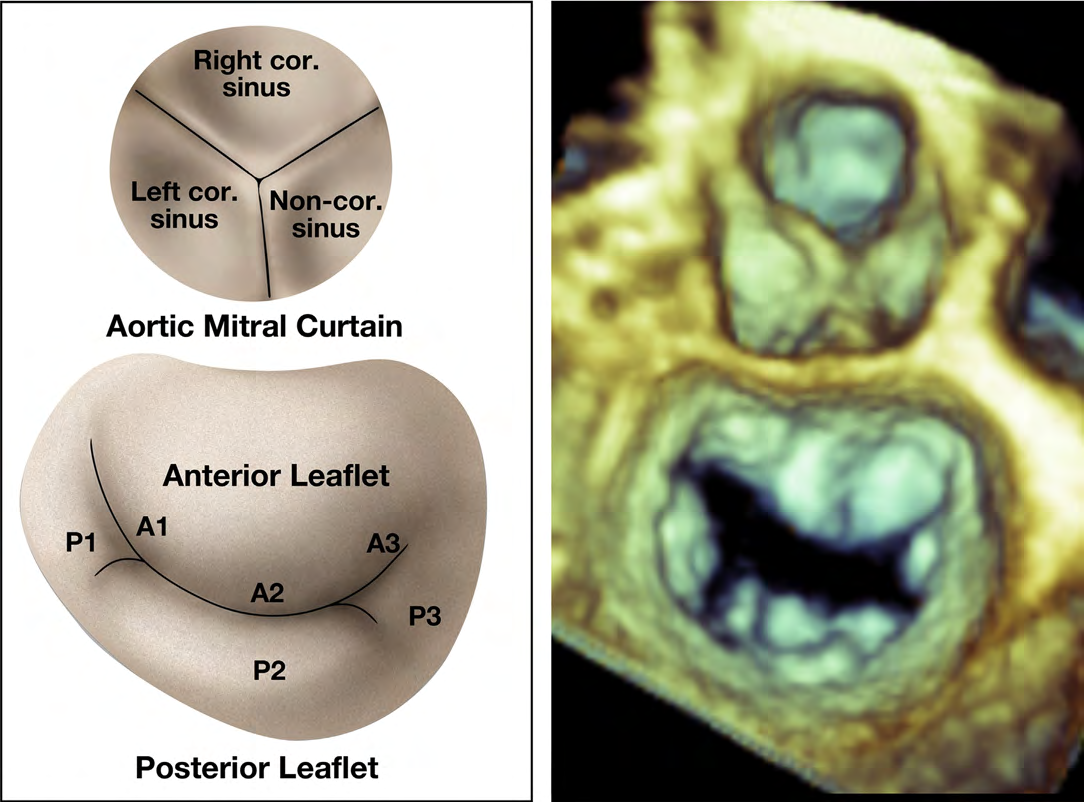 Right cor.
sinus
Left cor.
sinus
Non-cor.
sinus
Aortic Mitral Curtain
Anterior Leaflet
A1
P1
A3
A2
P3
P2
Posterior Leaflet